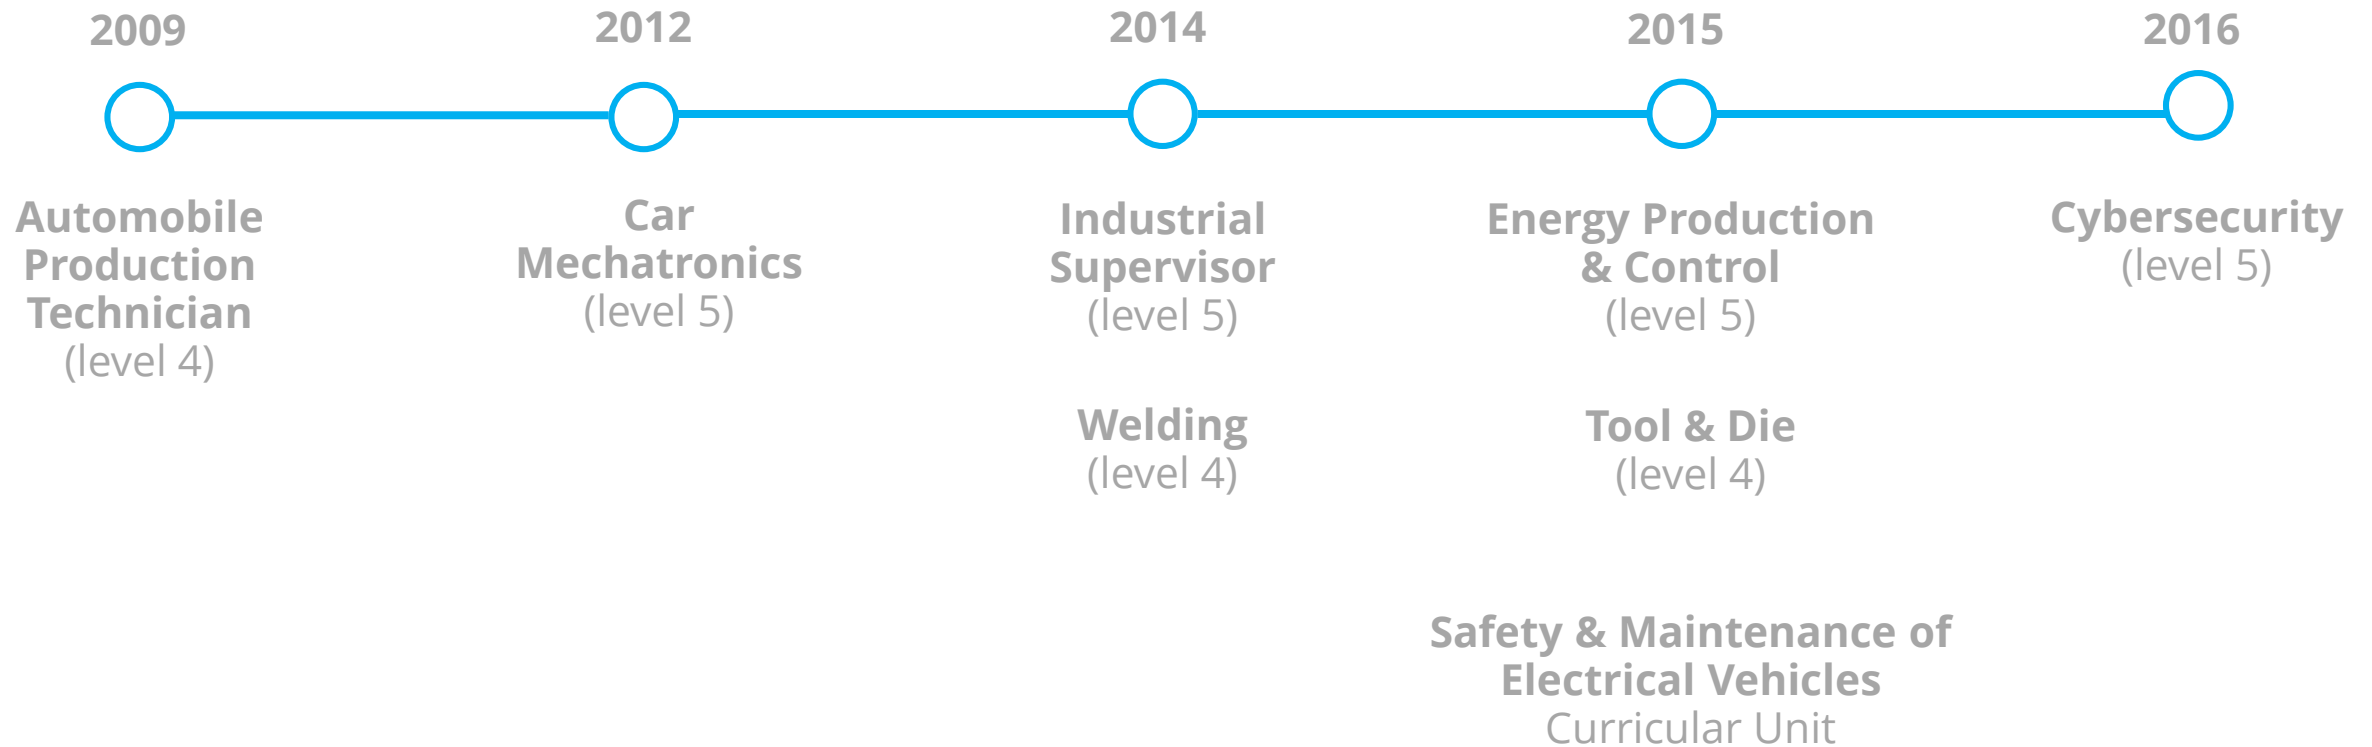 2009
2012
2014
2015
2016
Automobile
Production
Technician
(level 4)
Car
Mechatronics
(level 5)
Industrial
Supervisor
(level 5)
Welding
(level 4)
Energy Production
& Control
(level 5)
Tool & Die
(level 4)
Safety & Maintenance of
Electrical Vehicles
Curricular Unit
Cybersecurity
(level 5)